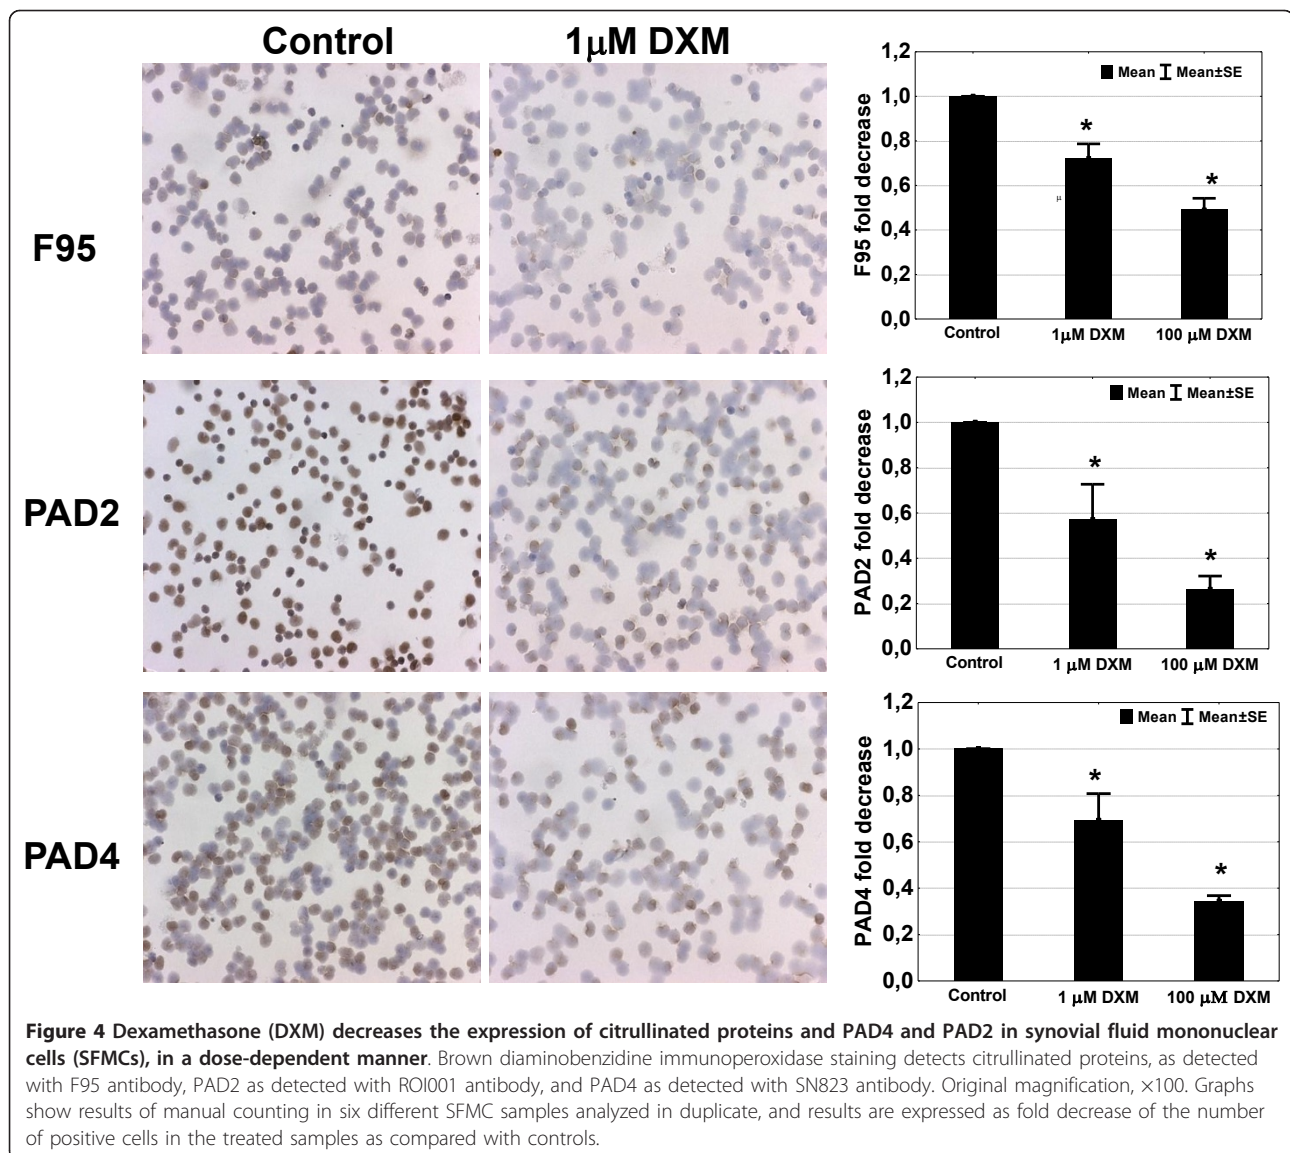 Control
1μM DXM
F95
PAD2
PAD4
1,2
1,0
0,8
0,6
0,4
0,2
0,0
F95 fold decrease
Mean Mean±SE
*
*
μ
Control 1μM DXM 100 μM DXM
1,2
1,0
0,8
0,6
0,4
0,2
0,0
PAD2 fold decrease
Mean Mean±SE
*
*
Control 1 μM DXM 100 μM DXM
1,2
1,0
0,8
0,6
0,4
0,2
0,0
PAD4 fold decrease
Mean Mean±SE
*
*
Control 1 μM DXM 100 μM DXM
Figure 4 Dexamethasone (DXM) decreases the expression of citrullinated proteins and PAD4 and PAD2 in synovial fluid mononuclear
cells (SFMCs), in a dose-dependent manner. Brown diaminobenzidine immunoperoxidase staining detects citrullinated proteins, as detected
with F95 antibody, PAD2 as detected with ROI001 antibody, and PAD4 as detected with SN823 antibody. Original magnification, ×100. Graphs
show results of manual counting in six different SFMC samples analyzed in duplicate, and results are expressed as fold decrease of the number
of positive cells in the treated samples as compared with controls.